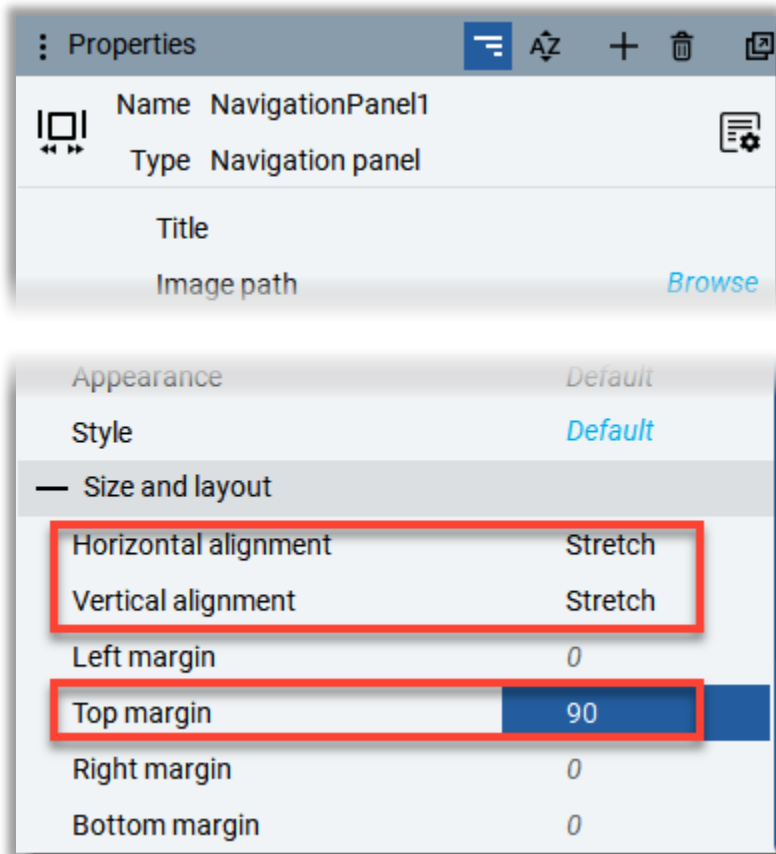 Properties
Name NavigationPanel1
Type Navigation panel
Title
Image path Browse
Appearance Default
Style Default
Size and layout
Horizontal alignment Stretch
Vertical alignment Stretch
Left margin 0
Top margin 90
Right margin 0
Bottom margin 0